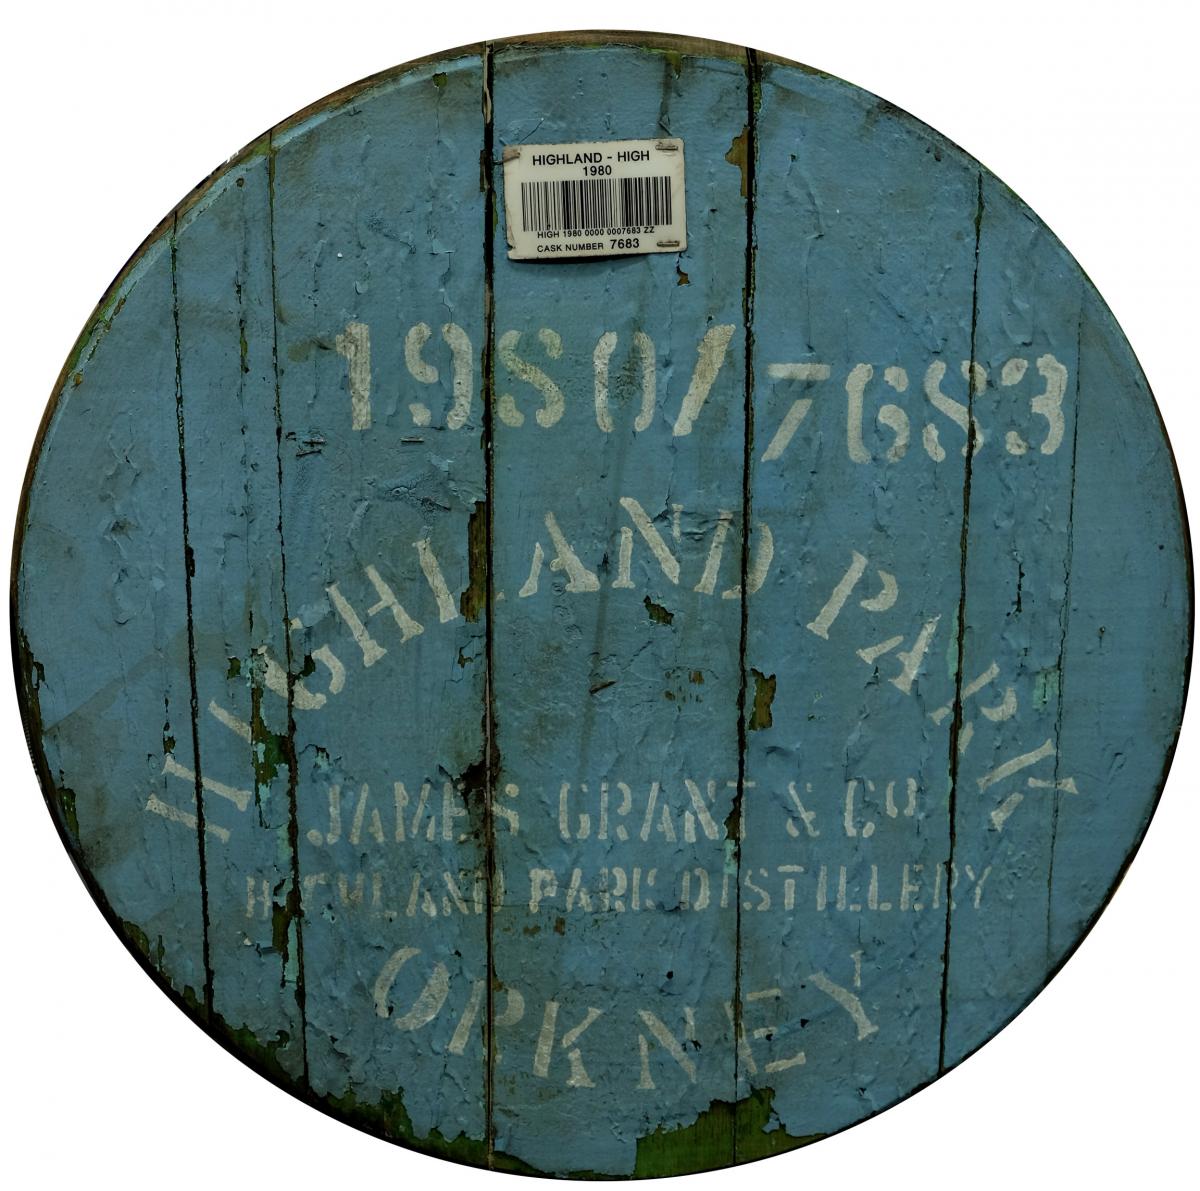 HIGHLAND - HIGH
1980
HIGH 1980 0000 0007683 ZZ
CASK NUMBER 7683
1980/7683
HIGHLAND PARK
JAMES GRANT & Co
HIGHLAND PARK DISTILLERY
ORKNEY